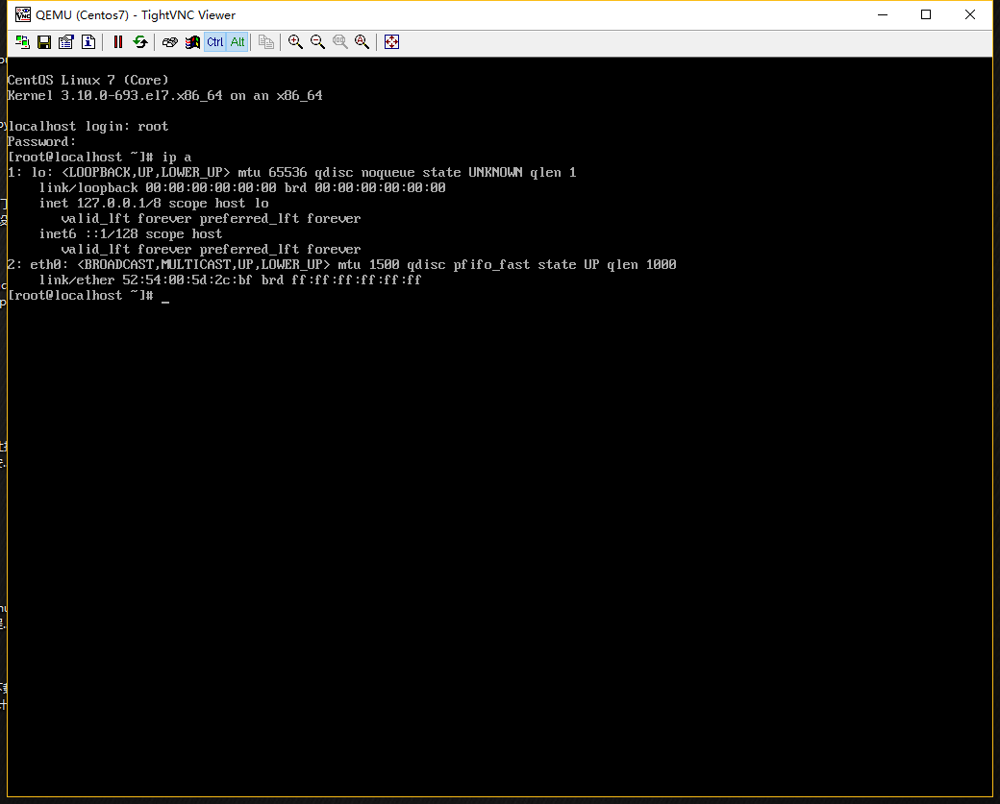 QEMU (Centos7) - TightVNC Viewer
Ctrl Alt
CentOS Linux 7 (Core)
Kernel 3.10.0-693.el7.x86_64 on an x86_64
localhost login: root
Password:
[root@localhost ~]# ip a
1: lo: <LOOPBACK,UP,LOWER_UP> mtu 65536 qdisc noqueue state UNKNOWN qlen 1
    link/loopback 00:00:00:00:00:00 brd 00:00:00:00:00:00
    inet 127.0.0.1/8 scope host lo
       valid_lft forever preferred_lft forever
    inet6 ::1/128 scope host
       valid_lft forever preferred_lft forever
2: eth0: <BROADCAST,MULTICAST,UP,LOWER_UP> mtu 1500 qdisc pfifo_fast state UP qlen 1000
    link/ether 52:54:00:5d:2c:bf brd ff:ff:ff:ff:ff:ff
[root@localhost ~]# _